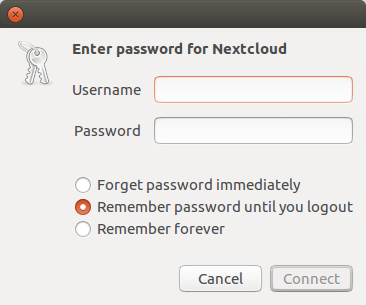 Enter password for Nextcloud
Username
Password
Forget password immediately
Remember password until you logout
Remember forever
Cancel Connect